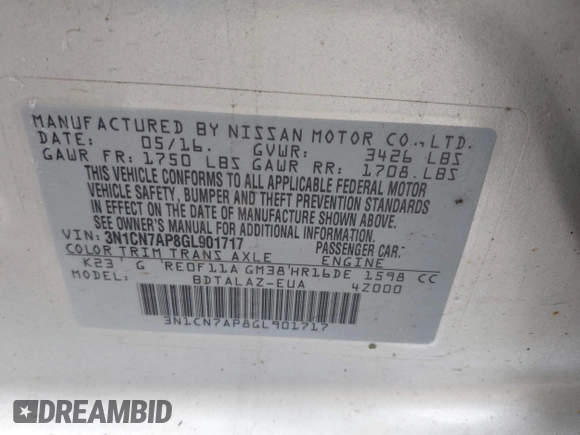 MANUFACTURED BY NISSAN MOTOR CO.,LTD.
DATE: 05/16. GVWR: 3426 LBS
GAWR FR: 1750 LBS GAWR RR: 1708 LBS
THIS VEHICLE CONFORMS TO ALL APPLICABLE FEDERAL MOTOR
VEHICLE SAFETY, BUMPER AND THEFT PREVENTION STANDARDS
IN EFFECT ON THE DATE OF MANUFACTURE SHOWN ABOVE.
SEE OWNER'S MANUAL FOR ADDITIONAL INFORMATION.
VIN: 3N1CN7AP8GL901717 PASSENGER CAR
COLOR TRIM TRANS AXLE ENGINE
K23 G RE0F11A GM38 HR16DE 1598 CC
MODEL: BDTALAZ-EUA 4Z000
3N1CN7AP8GL901717
DREAMBID